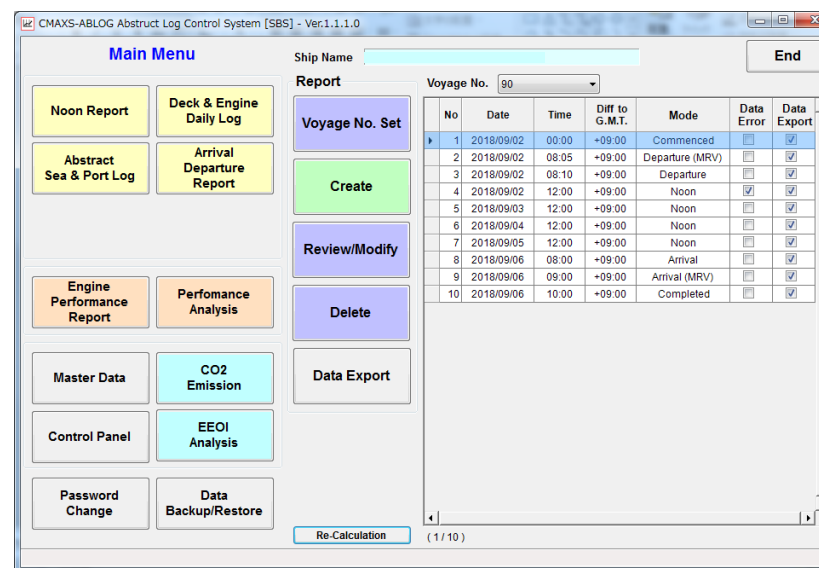 CMAXS-ABLOG Abstruct Log Control System [SBS] - Ver.1.1.1.0
Main Menu
Ship Name
End
Noon Report
Deck & Engine
Daily Log
Abstract
Sea & Port Log
Arrival
Departure
Report
Engine
Performance
Report
Perfomance
Analysis
Master Data
CO2
Emission
Control Panel
EEOI
Analysis
Password
Change
Data
Backup/Restore
Report
Voyage No. Set
Create
Review/Modify
Delete
Data Export
Re-Calculation
Voyage No. 90
No Date Time Diff to G.M.T. Mode Data Error Data Export
1 2018/09/02 00:00 +09:00 Commenced
2 2018/09/02 08:05 +09:00 Departure (MRV)
3 2018/09/02 08:10 +09:00 Departure
4 2018/09/02 12:00 +09:00 Noon
5 2018/09/03 12:00 +09:00 Noon
6 2018/09/04 12:00 +09:00 Noon
7 2018/09/05 12:00 +09:00 Noon
8 2018/09/06 08:00 +09:00 Arrival
9 2018/09/06 09:00 +09:00 Arrival (MRV)
10 2018/09/06 10:00 +09:00 Completed
( 1 / 10 )